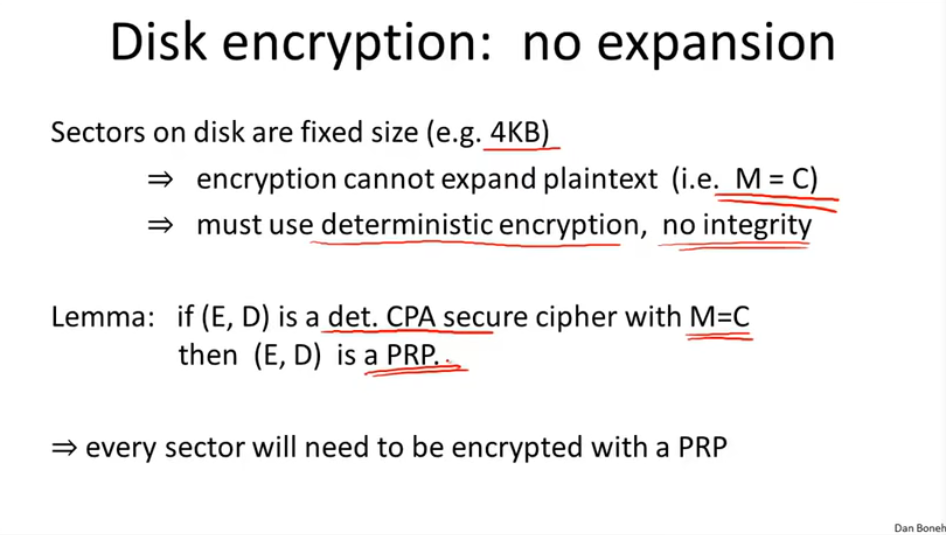 Disk encryption: no expansion
Sectors on disk are fixed size (e.g. 4KB)
⇒ encryption cannot expand plaintext (i.e. M = C)
⇒ must use deterministic encryption, no integrity
Lemma: if (E, D) is a det. CPA secure cipher with M=C
then (E, D) is a PRP.
⇒ every sector will need to be encrypted with a PRP
Dan Boneh